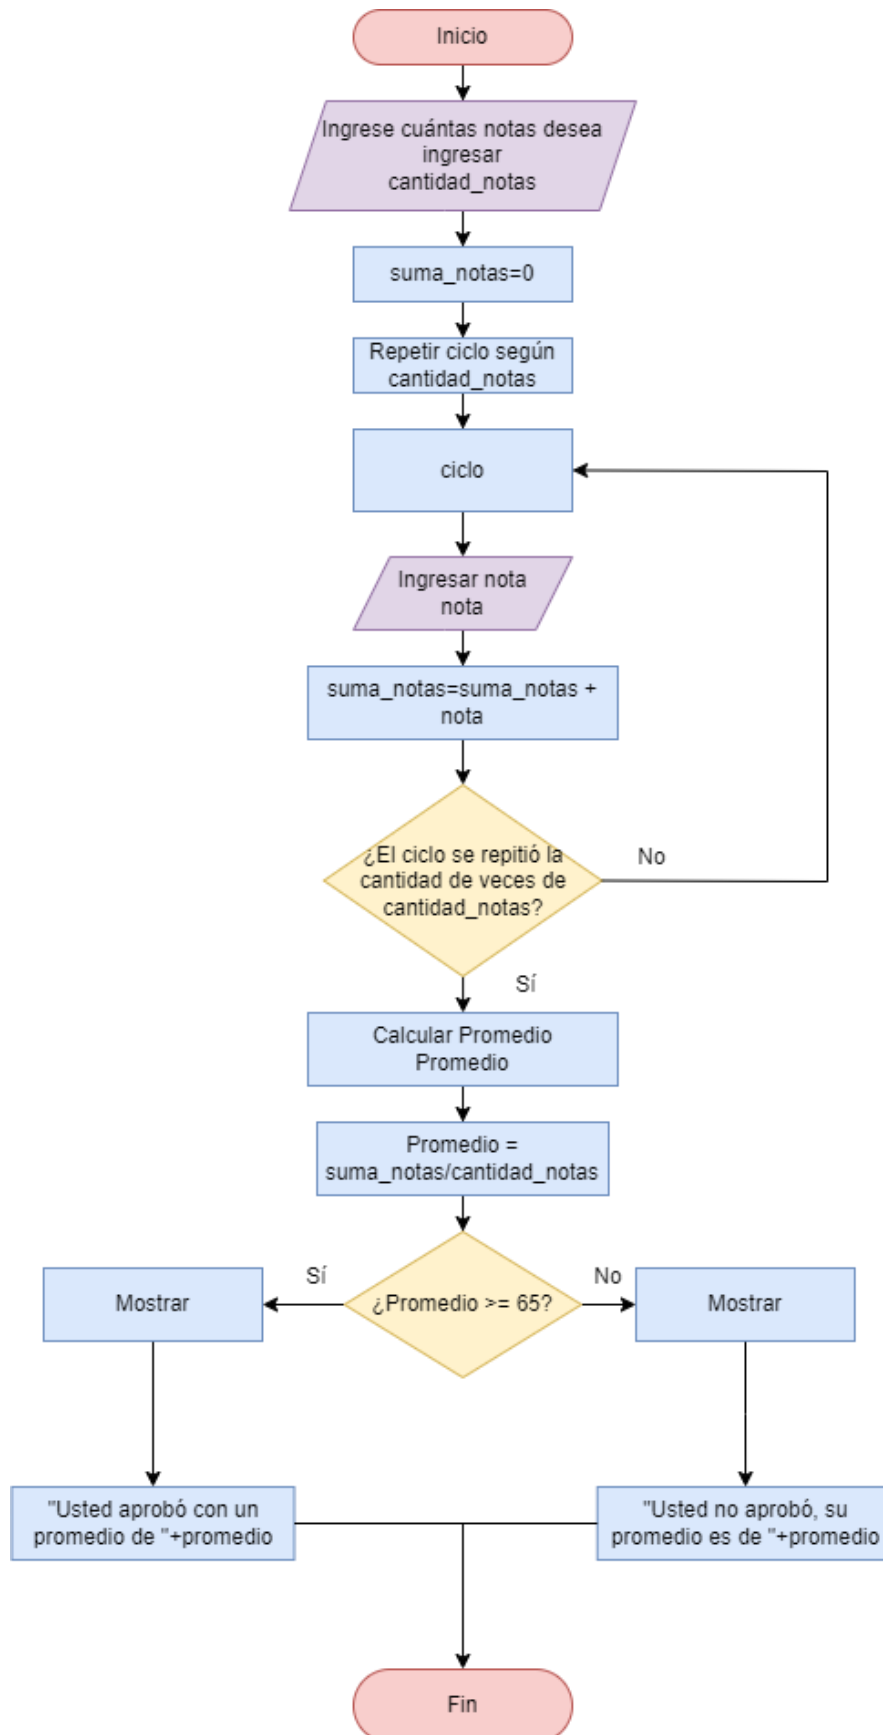 Inicio
Ingrese cuántas notas desea
ingresar
cantidad_notas
suma_notas=0
Repetir ciclo según
cantidad_notas
ciclo
Ingresar nota
nota
suma_notas=suma_notas +
nota
¿El ciclo se repitió la
cantidad de veces de
cantidad_notas?
No
Sí
Calcular Promedio
Promedio
Promedio =
suma_notas/cantidad_notas
¿Promedio >= 65?
Sí
No
Mostrar
Mostrar
"Usted aprobó con un
promedio de "+promedio
"Usted no aprobó, su
promedio es de "+promedio
Fin